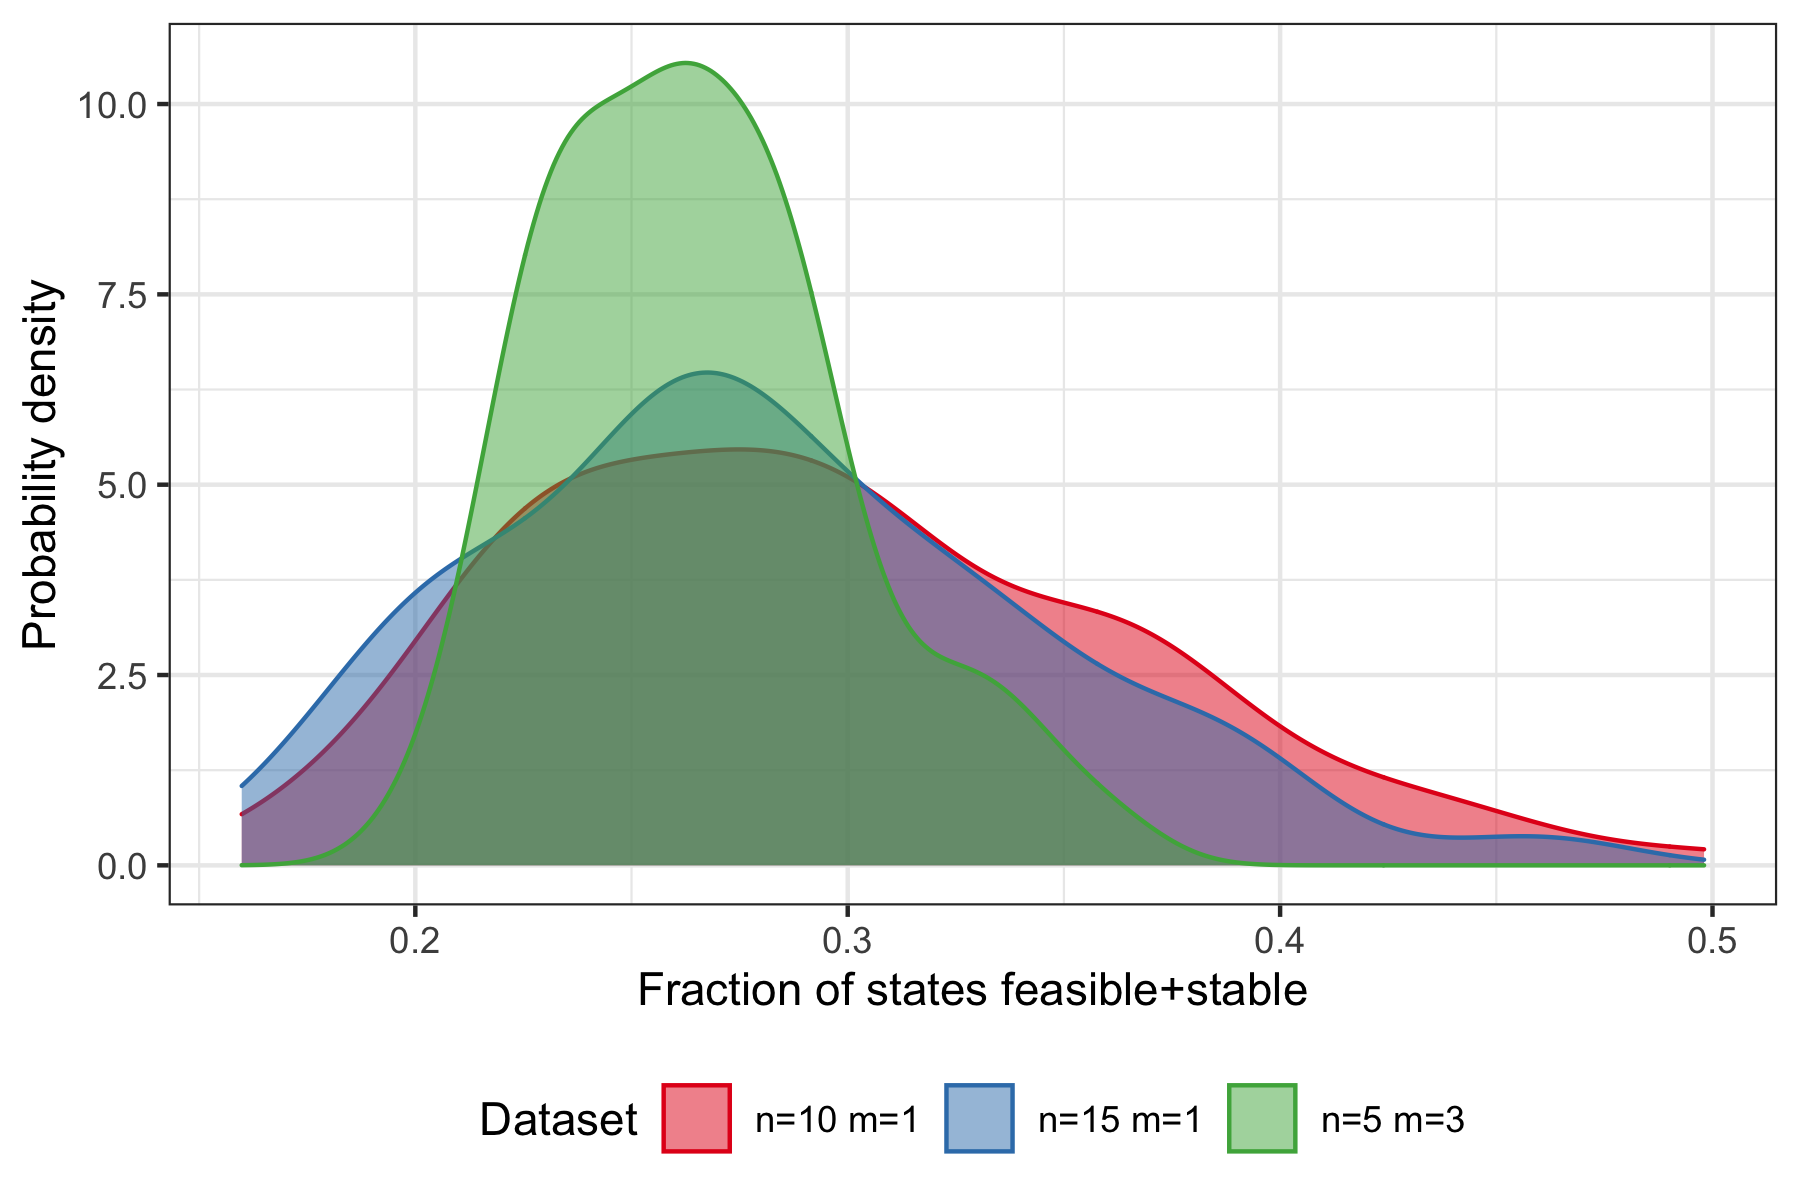 Probability density
10.0
7.5
5.0
2.5
0.0
0.2 0.3 0.4 0.5
Fraction of states feasible+stable
Dataset n=10 m=1 n=15 m=1 n=5 m=3